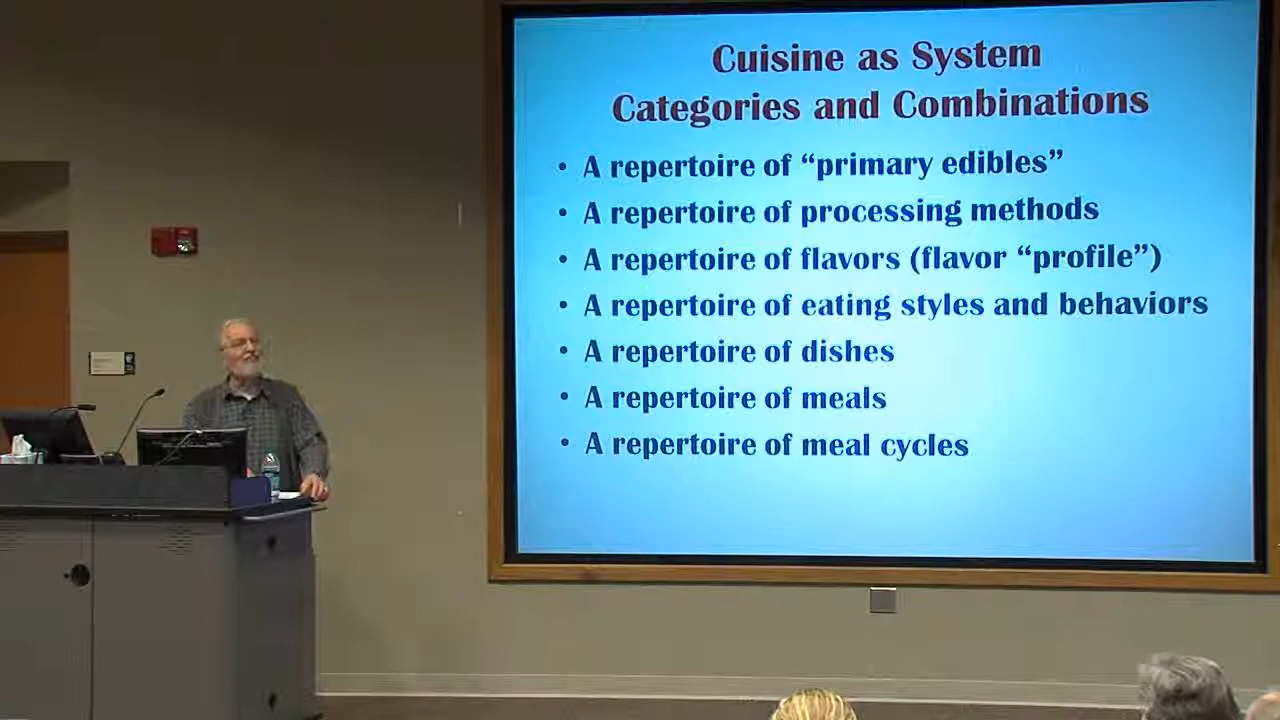 Cuisine as System
Categories and Combinations
• A repertoire of “primary edibles”
• A repertoire of processing methods
• A repertoire of flavors (flavor “profile”)
• A repertoire of eating styles and behaviors
• A repertoire of dishes
• A repertoire of meals
• A repertoire of meal cycles